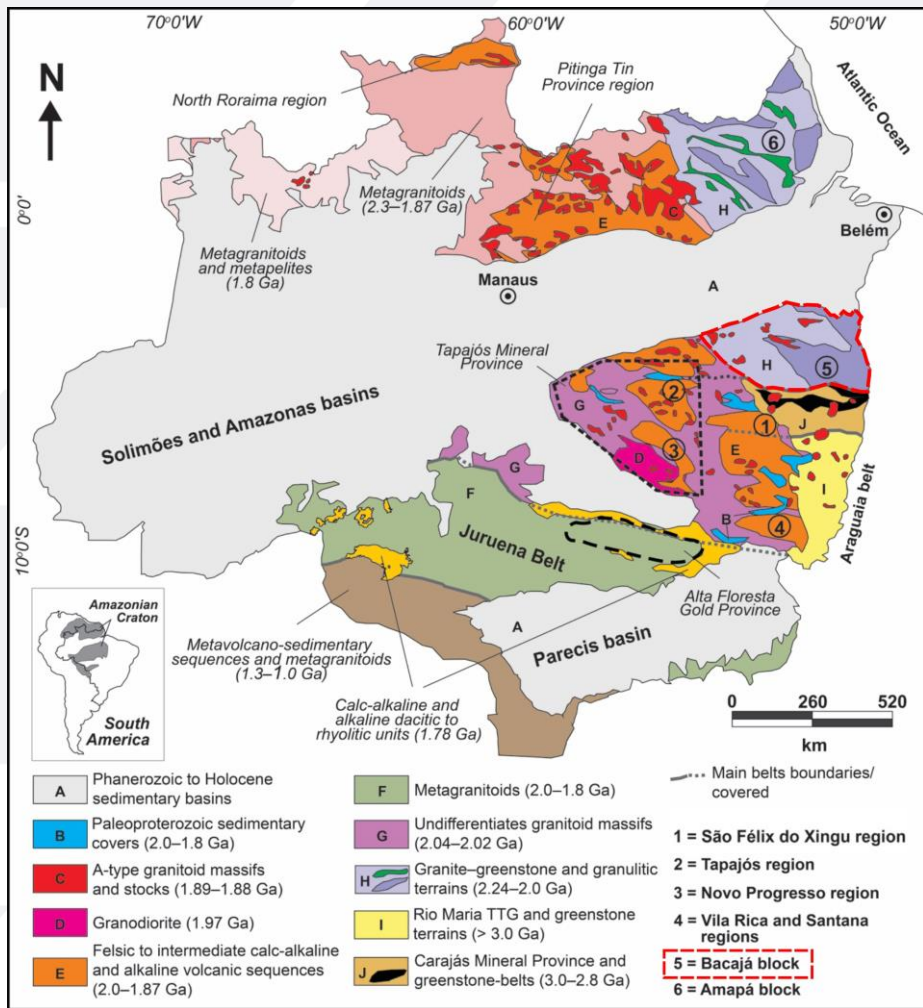 70°0'W
60°0'W
50°0'W
N
Atlantic Ocean
North Roraima region
Pitinga Tin
Province region
6
Metagranitoids
(2.3–1.87 Ga)
0°0'
C
H
E
Belém
Metagranitoids
and metapelites
(1.8 Ga)
Manaus
A
Tapajós Mineral
Province
H
5
2
G
1
J
Solimões and Amazonas basins
3
E
D
I
G
F
B
4
Araguaia belt
10°0'S
Juruena Belt
Alta Floresta
Gold Province
Amazonian
Craton
A
Metavolcano-sedimentary
sequences and metagranitoids
(1.3–1.0 Ga)
Parecis basin
Calc-alkaline and
alkaline dacitic to
rhyolitic units (1.78 Ga)
South
America
0 260 520
km
A Phanerozoic to Holocene
sedimentary basins
B Paleoproterozoic sedimentary
covers (2.0–1.8 Ga)
C A-type granitoid massifs
and stocks (1.89–1.88 Ga)
D Granodiorite (1.97 Ga)
E Felsic to intermediate calc-alkaline
and alkaline volcanic sequences
(2.0–1.87 Ga)
F Metagranitoids (2.0–1.8 Ga)
G Undifferentiates granitoid massifs
(2.04–2.02 Ga)
H Granite–greenstone and granulitic
terrains (2.24–2.0 Ga)
I Rio Maria TTG and greenstone
terrains (> 3.0 Ga)
J Carajás Mineral Province and
greenstone-belts (3.0–2.8 Ga)
Main belts boundaries/
covered
1 = São Félix do Xingu region
2 = Tapajós region
3 = Novo Progresso region
4 = Vila Rica and Santana
regions
5 = Bacajá block
6 = Amapá block